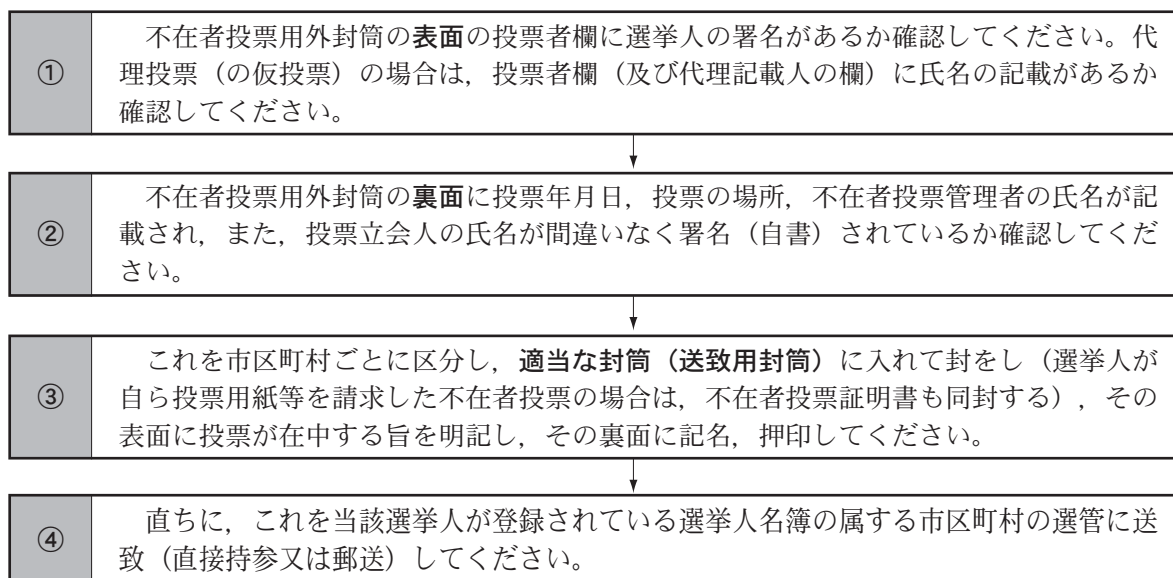 ①
不在者投票用外封筒の表面の投票者欄に選挙人の署名があるか確認してください。代
理投票（の仮投票）の場合は，投票者欄（及び代理記載人の欄）に氏名の記載があるか
確認してください。
②
不在者投票用外封筒の裏面に投票年月日，投票の場所，不在者投票管理者の氏名が記
載され，また，投票立会人の氏名が間違いなく署名（自書）されているか確認してくだ
さい。
③
これを市区町村ごとに区分し，適当な封筒（送致用封筒）に入れて封をし（選挙人が
自ら投票用紙等を請求した不在者投票の場合は，不在者投票証明書も同封する），その
表面に投票が在中する旨を明記し，その裏面に記名，押印してください。
④
直ちに，これを当該選挙人が登録されている選挙人名簿の属する市区町村の選管に送
致（直接持参又は郵送）してください。